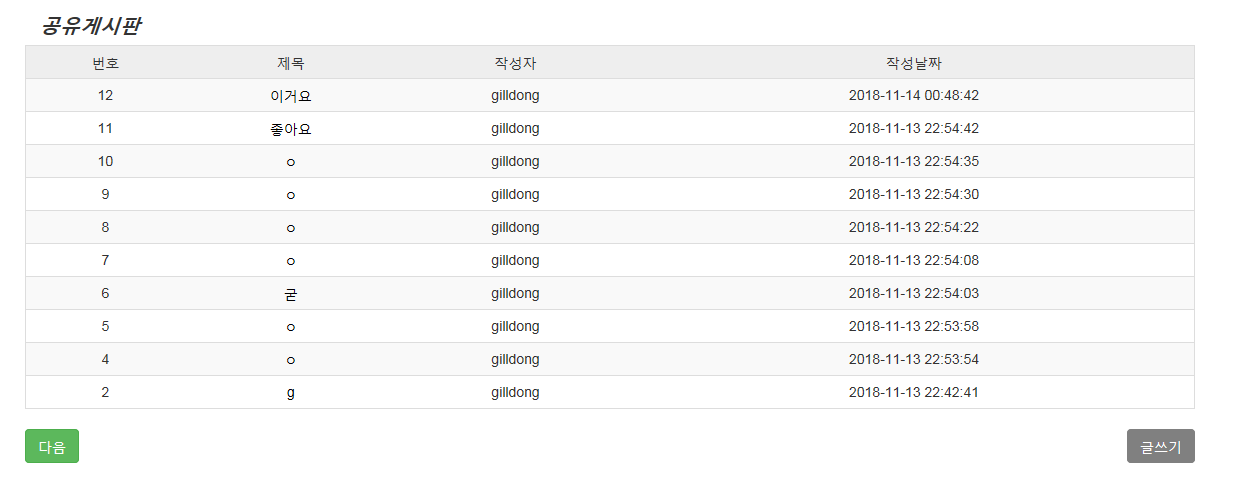 공유게시판
번호 제목 작성자 작성날짜
12 이거요 gilldong 2018-11-14 00:48:42
11 좋아요 gilldong 2018-11-13 22:54:42
10 ㅇ gilldong 2018-11-13 22:54:35
9 ㅇ gilldong 2018-11-13 22:54:30
8 ㅇ gilldong 2018-11-13 22:54:22
7 ㅇ gilldong 2018-11-13 22:54:08
6 굳 gilldong 2018-11-13 22:54:03
5 ㅇ gilldong 2018-11-13 22:53:58
4 ㅇ gilldong 2018-11-13 22:53:54
2 g gilldong 2018-11-13 22:42:41
다음 글쓰기